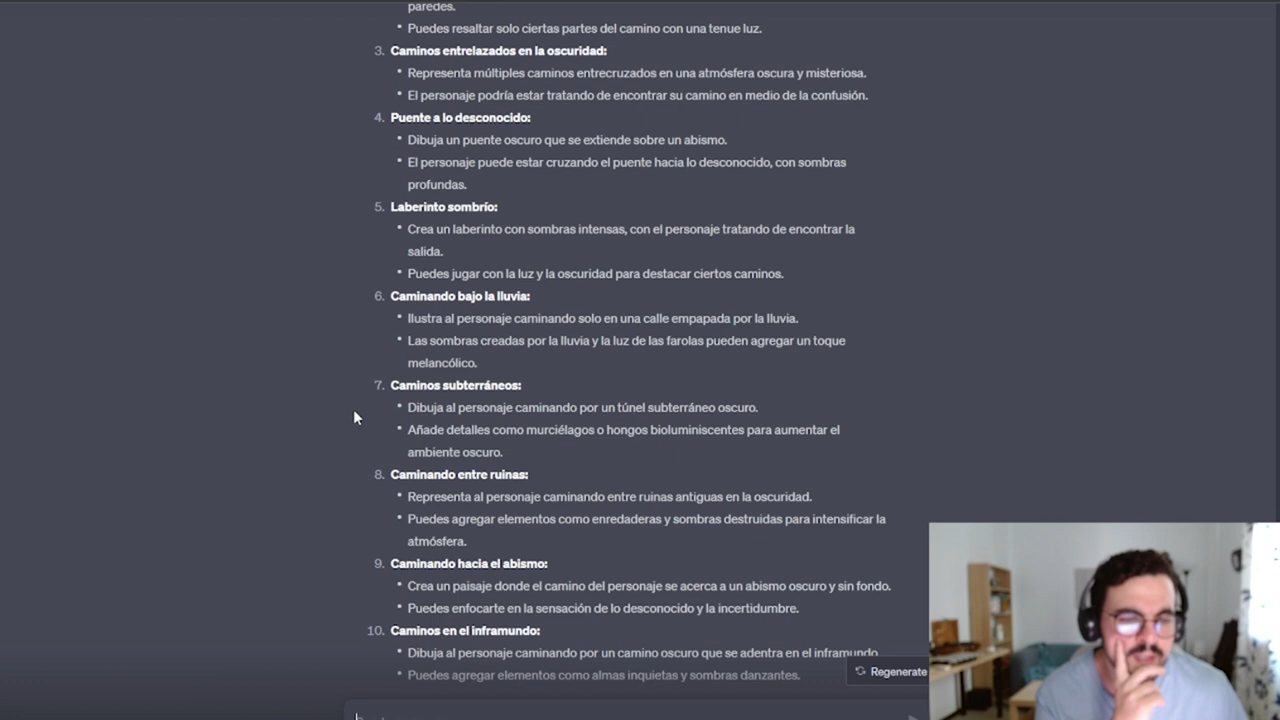 paredes.
• Puedes resaltar solo ciertas partes del camino con una tenue luz.
3. Caminos entrelazados en la oscuridad:
• Representa múltiples caminos entrecruzados en una atmósfera oscura y misteriosa.
• El personaje podría estar tratando de encontrar su camino en medio de la confusión.
4. Puente a lo desconocido:
• Dibuja un puente oscuro que se extiende sobre un abismo.
• El personaje puede estar cruzando el puente hacia lo desconocido, con sombras
profundas.
5. Laberinto sombrío:
• Crea un laberinto con sombras intensas, con el personaje tratando de encontrar la
salida.
• Puedes jugar con la luz y la oscuridad para destacar ciertos caminos.
6. Caminando bajo la lluvia:
• Ilustra al personaje caminando solo en una calle empapada por la lluvia.
• Las sombras creadas por la lluvia y la luz de las farolas pueden agregar un toque
melancólico.
7. Caminos subterráneos:
• Dibuja al personaje caminando por un túnel subterráneo oscuro.
• Añade detalles como murciélagos o hongos bioluminiscentes para aumentar el
ambiente oscuro.
8. Caminando entre ruinas:
• Representa al personaje caminando entre ruinas antiguas en la oscuridad.
• Puedes agregar elementos como enredaderas y sombras destruidas para intensificar la
atmósfera.
9. Caminando hacia el abismo:
• Crea un paisaje donde el camino del personaje se acerca a un abismo oscuro y sin fondo.
• Puedes enfocarte en la sensación de lo desconocido y la incertidumbre.
10. Caminos en el inframundo:
• Dibuja al personaje caminando por un camino oscuro que se adentra en el inframundo
• Puedes agregar elementos como almas inquietas y sombras danzantes.
Regenerate